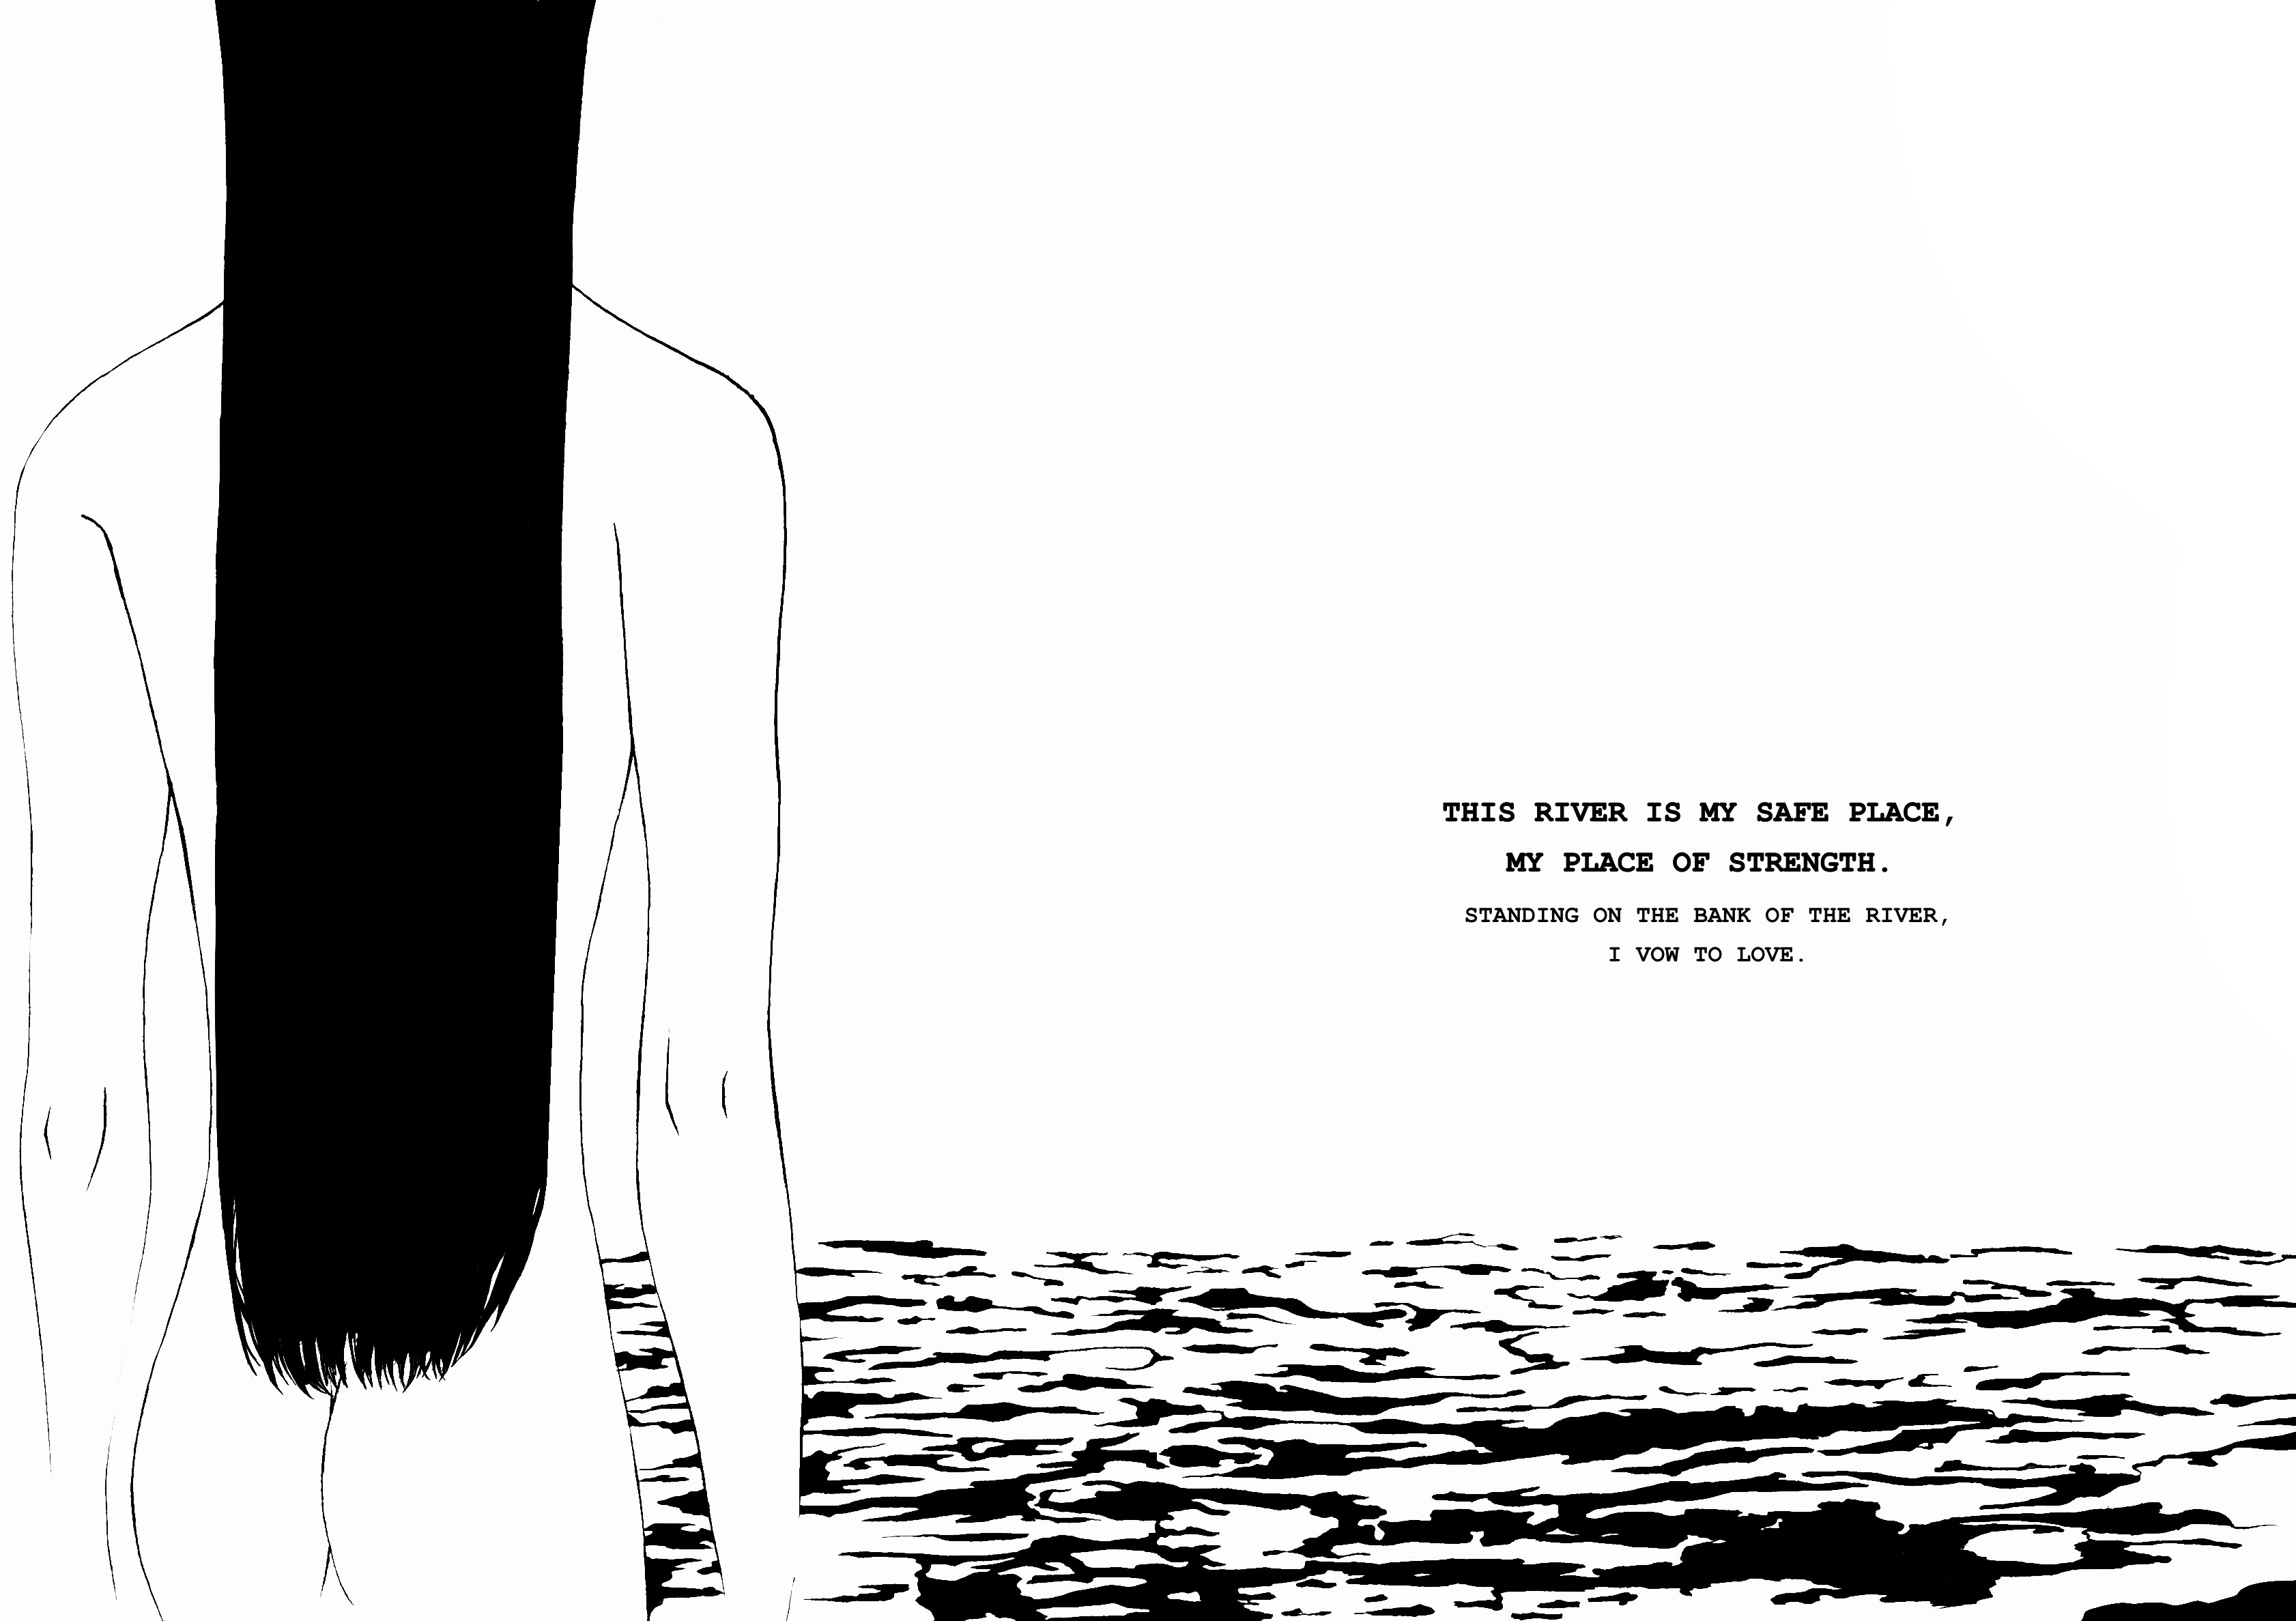 THIS RIVER IS MY SAFE PLACE,
MY PLACE OF STRENGTH.
STANDING ON THE BANK OF THE RIVER,
I VOW TO LOVE.